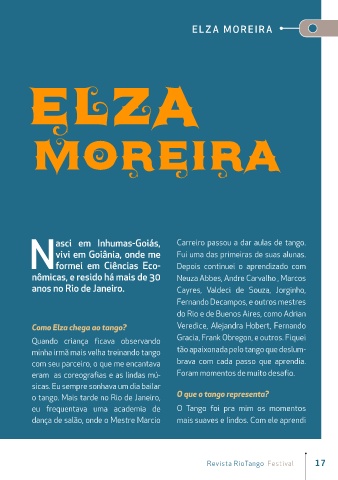 ELZA MOREIRA
ELZA
MOREIRA
Nasci em Inhumas-Goiás,
vivi em Goiânia, onde me
formei em Ciências Eco-
nômicas, e resido há mais de 30
anos no Rio de Janeiro.
Como Elza chega ao tango?
Quando criança ficava observando
minha irmã mais velha treinando tango
com seu parceiro, o que me encantava
eram as coreografias e as lindas mú-
sicas. Eu sempre sonhava um dia bailar
o tango. Mais tarde no Rio de Janeiro,
eu frequentava uma academia de
dança de salão, onde o Mestre Marcio
Carreiro passou a dar aulas de tango.
Fui uma das primeiras de suas alunas.
Depois continuei o aprendizado com
Neuza Abbes, Andre Carvalho , Marcos
Cayres, Valdeci de Souza, Jorginho,
Fernando Decampos, e outros mestres
do Rio e de Buenos Aires, como Adrian
Veredice, Alejandra Hobert, Fernando
Gracia, Frank Obregon, e outros. Fiquei
tão apaixonada pelo tango que deslum-
brava com cada passo que aprendia.
Foram momentos de muito desafio.
O que o tango representa?
O Tango foi pra mim os momentos
mais suaves e lindos. Com ele aprendi
Revista RioTango Festival 17